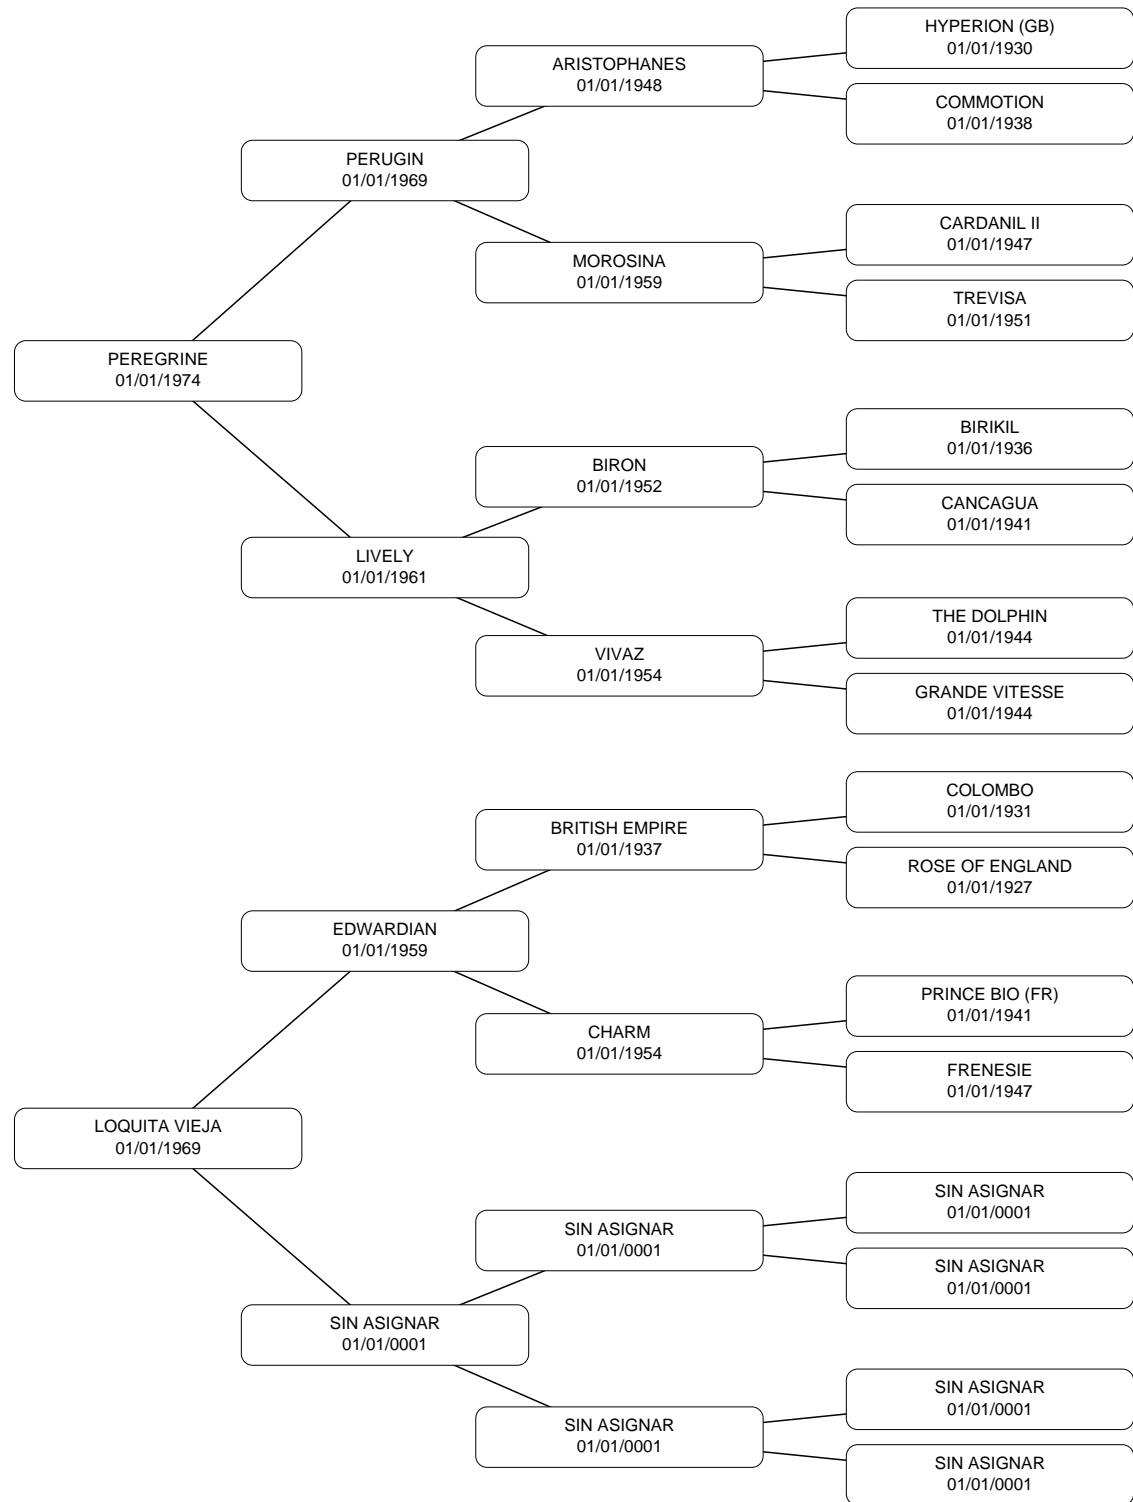 HYPERION (GB)
01/01/1930
ARISTOPHANES
01/01/1948
COMMOTION
01/01/1938
PERUGIN
01/01/1969
CARDANIL II
01/01/1947
MOROSINA
01/01/1959
TREVISA
01/01/1951
PEREGRINE
01/01/1974
BIRIKIL
01/01/1936
BIRON
01/01/1952
CANCAGUA
01/01/1941
LIVELY
01/01/1961
THE DOLPHIN
01/01/1944
VIVAZ
01/01/1954
GRANDE VITESSE
01/01/1944
COLOMBO
01/01/1931
BRITISH EMPIRE
01/01/1937
ROSE OF ENGLAND
01/01/1927
EDWARDIAN
01/01/1959
PRINCE BIO (FR)
01/01/1941
CHARM
01/01/1954
FRENESIE
01/01/1947
LOQUITA VIEJA
01/01/1969
SIN ASIGNAR
01/01/0001
SIN ASIGNAR
01/01/0001
SIN ASIGNAR
01/01/0001
SIN ASIGNAR
01/01/0001
SIN ASIGNAR
01/01/0001
SIN ASIGNAR
01/01/0001
SIN ASIGNAR
01/01/0001